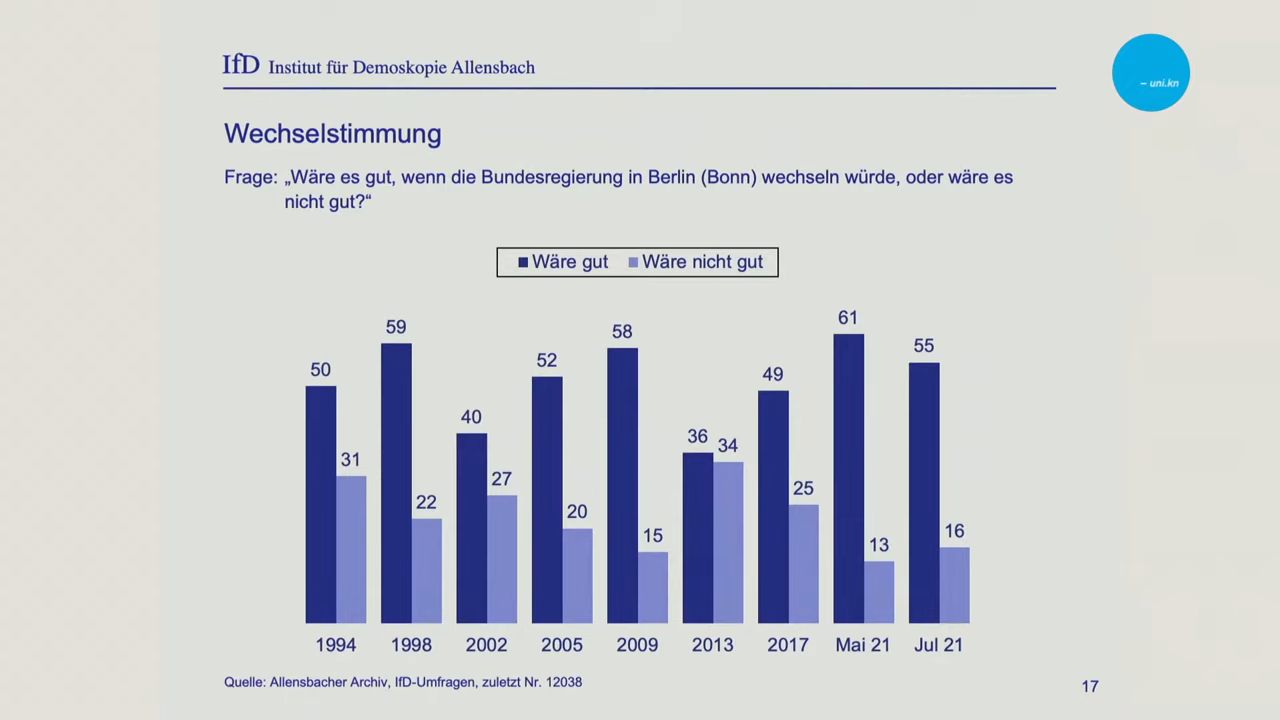 IfD Institut für Demoskopie Allensbach
– uni.kn
Wechselstimmung
Frage: „Wäre es gut, wenn die Bundesregierung in Berlin (Bonn) wechseln würde, oder wäre es
nicht gut?“
Wäre gut Wäre nicht gut
50 31 59 22 40 27 52 20 58 15 36 34 49 25 61 13 55 16
1994 1998 2002 2005 2009 2013 2017 Mai 21 Jul 21
Quelle: Allensbacher Archiv, IfD-Umfragen, zuletzt Nr. 12038
17